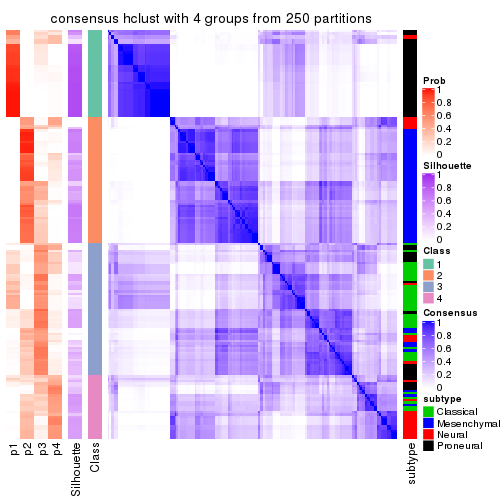 consensus hclust with 4 groups from 250 partitions
p1
p2
p3
p4
Silhouette
Class
subtype
Prob
1
0.8
0.6
0.4
0.2
0
Silhouette
1
0.8
0.6
0.4
0.2
0
Class
1
2
3
4
Consensus
1
0.8
0.6
0.4
0.2
0
subtype
Classical
Mesenchymal
Neural
Proneural